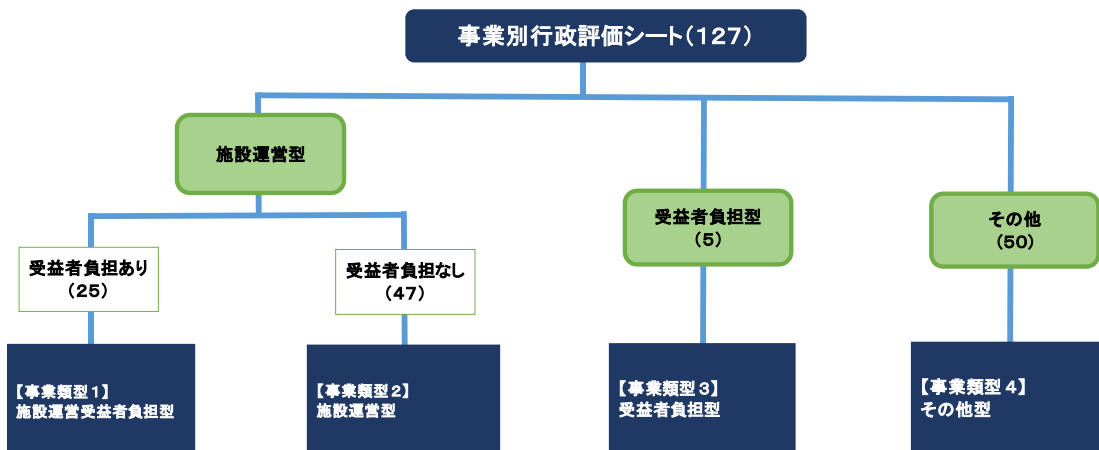 事業別行政評価シート（127）
施設運営型
受益者負担型
（5）
その他
（50）
受益者負担あり
（25）
受益者負担なし
（47）
【事業類型１】
施設運営受益者負担型
【事業類型２】
施設運営型
【事業類型３】
受益者負担型
【事業類型４】
その他型